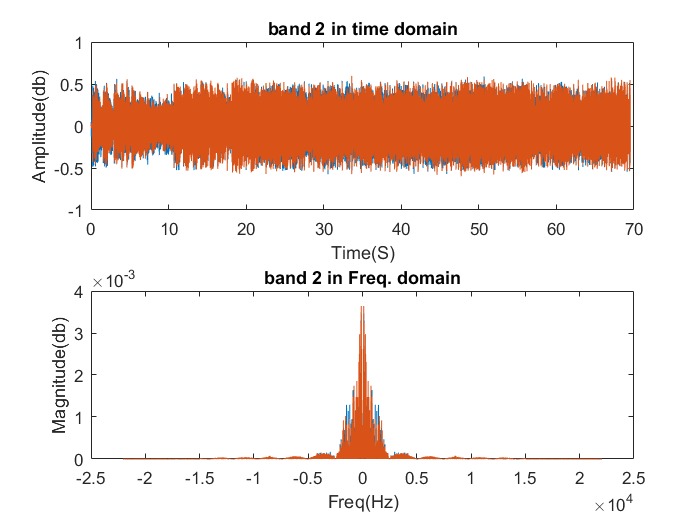 band 2 in time domain
1
0.5
0
-0.5
-1
Amplitude(db)
0 10 20 30 40 50 60 70
Time(S)
×10-3
band 2 in Freq. domain
4
3
2
1
0
Magnitude(db)
-2.5 -2 -1.5 -1 -0.5 0 0.5 1 1.5 2 2.5
Freq(Hz)
×10^4